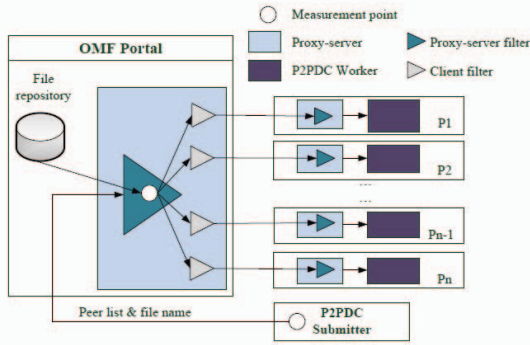 Measurement point
Proxy-server
Proxy-server filter
P2PDC Worker
Client filter
OMF Portal
File
repository
P1
P2
...
...
Pn-1
Pn
Peer list & file name
P2PDC
Submitter